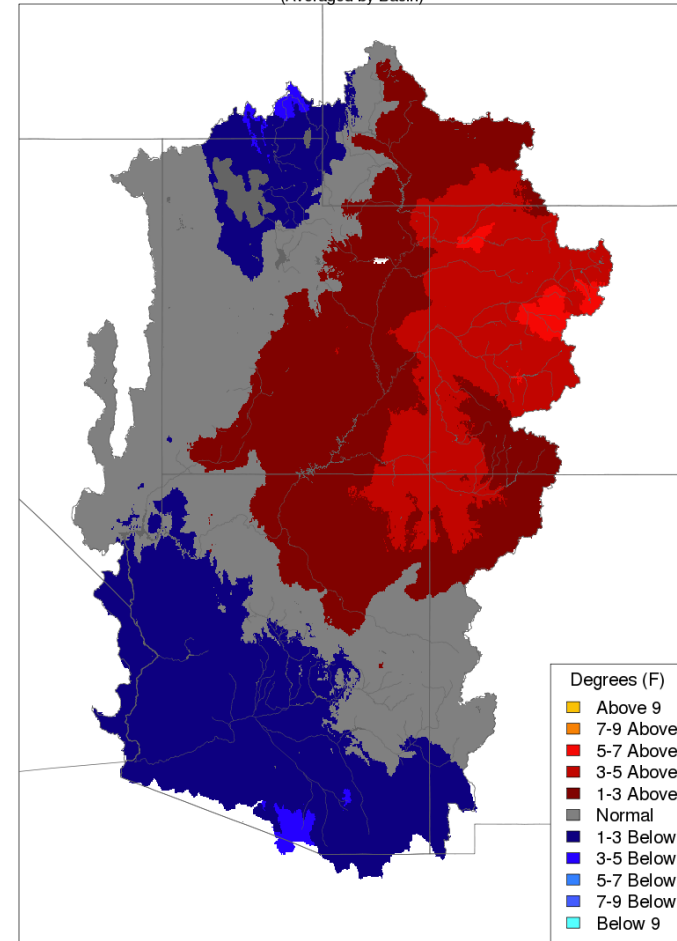 (Averaged by Basin)
Degrees (F)
Above 9
7-9 Above
5-7 Above
3-5 Above
1-3 Above
Normal
1-3 Below
3-5 Below
5-7 Below
7-9 Below
Below 9